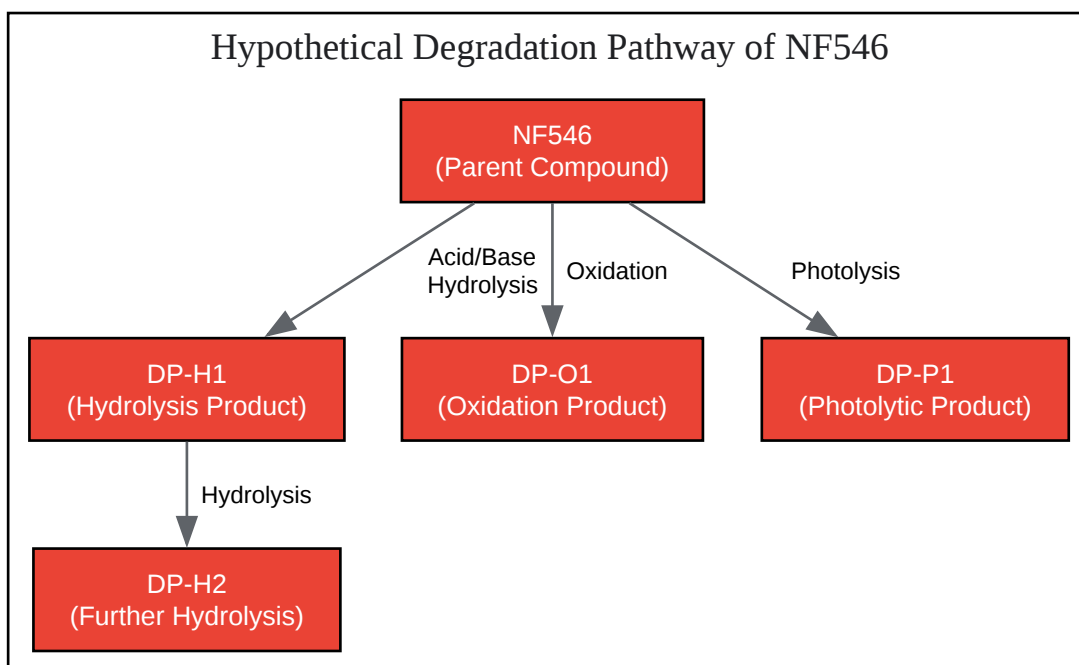 Hypothetical Degradation Pathway of NF546
NF546
(Parent Compound)
Acid/Base
Hydrolysis
Oxidation
Photolysis
DP-H1
(Hydrolysis Product)
DP-O1
(Oxidation Product)
DP-P1
(Photolytic Product)
Hydrolysis
DP-H2
(Further Hydrolysis)